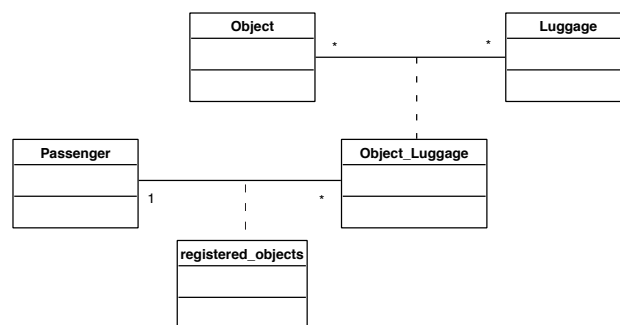 Object
Luggage
*
*
Passenger
Object_Luggage
1
*
registered_objects